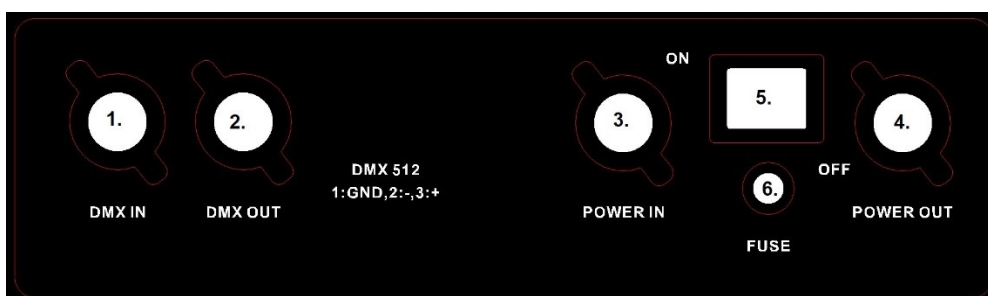 1.
2.
3.
ON
5.
4.
DMX 512
1:GND,2:-,3:+
6.
OFF
DMX IN
DMX OUT
POWER IN
POWER OUT
FUSE